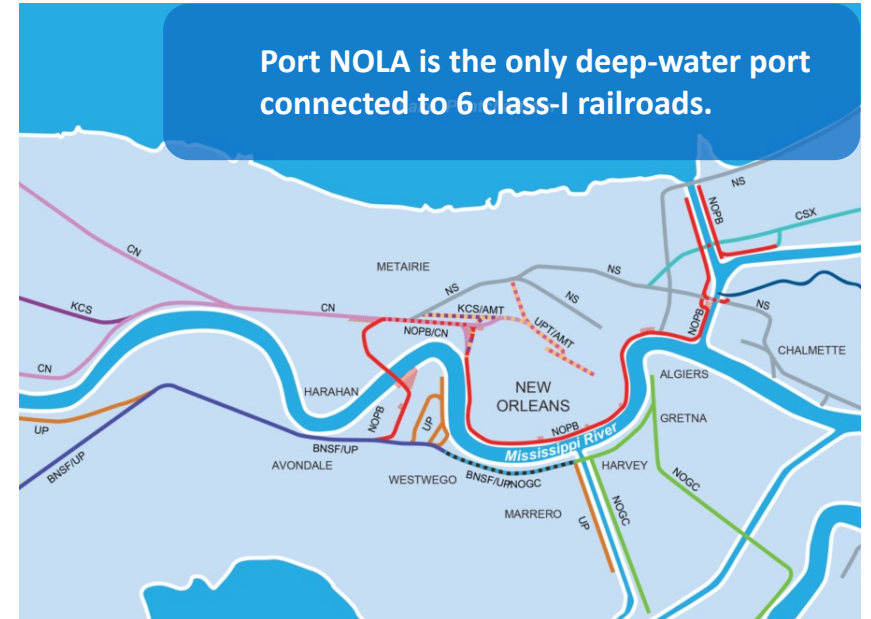 Port NOLA is the only deep-water port
connected to 6 class-I railroads.
NS
NOPB
CSX
CN
METAIRIE
NS
NS
NS
KCS
CN
KCS/AMT
NOPB/CN
UPT/AMT
NOPB
NS
CHALMETTE
CN
HARAHAN
NEW
ORLEANS
ALGIERS
GRETNA
UP
NOPB
UP
NOPB
Mississippi River
BNSF/UP
BNSF/UP
AVONDALE
WESTWEGO
BNSF/UP/NOGC
HARVEY
NOGC
MARRERO
UP
NOGC